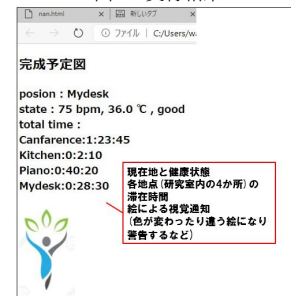 nan.html × 新しいタブ ×
ファイル | C:/Users/wa
完成予定図
posion : Mydesk
state : 75 bpm, 36.0 ℃ , good
total time :
Canfarence:1:23:45
Kitchen:0:2:10
Piano:0:40:20
Mydesk:0:28:30
現在地と健康状態
各地点(研究室内の4か所)の
滞在時間
絵による視覚通知
(色が変わったり違う絵になり
警告するなど)